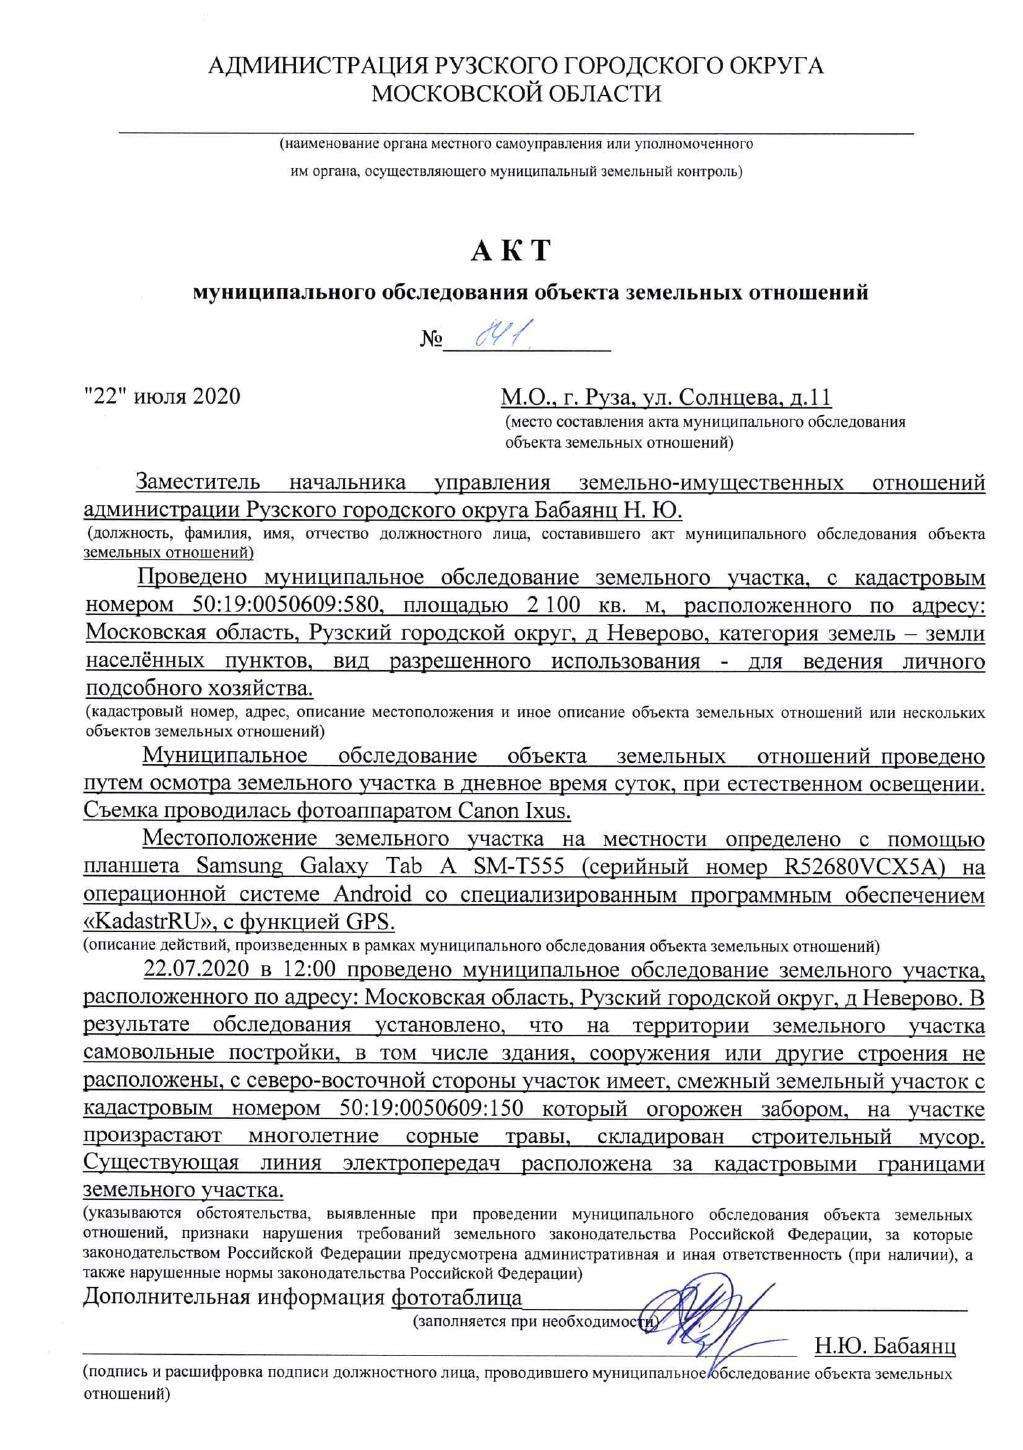 АДМИНИСТРАЦИЯ РУЗСКОГО ГОРОДСКОГО ОКРУГА
МОСКОВСКОЙ ОБЛАСТИ
(наименование органа местного самоуправления или уполномоченного
им органа, осуществляющего муниципальный земельный контроль)
А К Т
муниципального обследования объекта земельных отношений
№ 841
"22" июля 2020
М.О., г. Руза, ул. Солнцева, д.11
(место составления акта муниципального обследования
объекта земельных отношений)
Заместитель начальника управления земельно-имущественных отношений
администрации Рузского городского округа Бабаянц Н. Ю.
(должность, фамилия, имя, отчество должностного лица, составившего акт муниципального обследования объекта
земельных отношений)
Проведено муниципальное обследование земельного участка, с кадастровым
номером 50:19:0050609:580, площадью 2 100 кв. м, расположенного по адресу:
Московская область, Рузский городской округ, д Неверово, категория земель – земли
населённых пунктов, вид разрешенного использования - для ведения личного
подсобного хозяйства.
(кадастровый номер, адрес, описание местоположения и иное описание объекта земельных отношений или нескольких
объектов земельных отношений)
Муниципальное обследование объекта земельных отношений проведено
путем осмотра земельного участка в дневное время суток, при естественном освещении.
Съемка проводилась фотоаппаратом Canon Ixus.
Местоположение земельного участка на местности определено с помощью
планшета Samsung Galaxy Tab A SM-T555 (серийный номер R52680VCX5A) на
операционной системе Android со специализированным программным обеспечением
«KadastrRU», с функцией GPS.
(описание действий, произведенных в рамках муниципального обследования объекта земельных отношений)
22.07.2020 в 12:00 проведено муниципальное обследование земельного участка,
расположенного по адресу: Московская область, Рузский городской округ, д Неверово. В
результате обследования установлено, что на территории земельного участка
самовольные постройки, в том числе здания, сооружения или другие строения не
расположены, с северо-восточной стороны участок имеет, смежный земельный участок с
кадастровым номером 50:19:0050609:150 который огорожен забором, на участке
произрастают многолетние сорные травы, складирован строительный мусор.
Существующая линия электропередач расположена за кадастровыми границами
земельного участка.
(указываются обстоятельства, выявленные при проведении муниципального обследования объекта земельных
отношений, признаки нарушения требований земельного законодательства Российской Федерации, за которые
законодательством Российской Федерации предусмотрена административная и иная ответственность (при наличии), а
также нарушенные нормы законодательства Российской Федерации)
Дополнительная информация фототаблица
(заполняется при необходимости)
Н.Ю. Бабаянц
(подпись и расшифровка подписи должностного лица, проводившего муниципальное обследование объекта земельных
отношений)